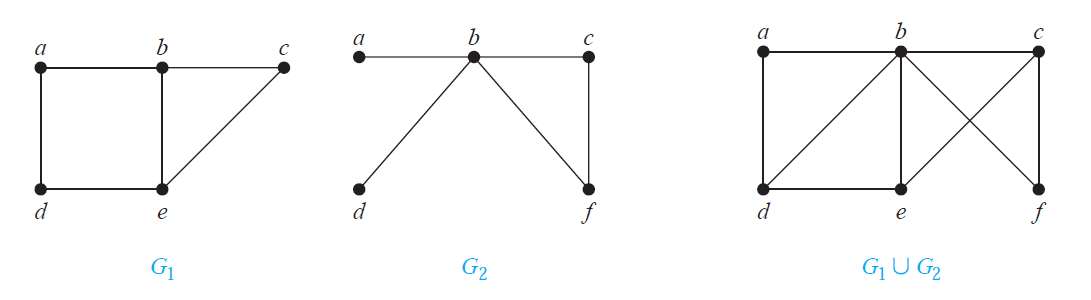 a b c
d e
G₁
a b c
d f
G₂
a b c
d e f
G₁ ∪ G₂